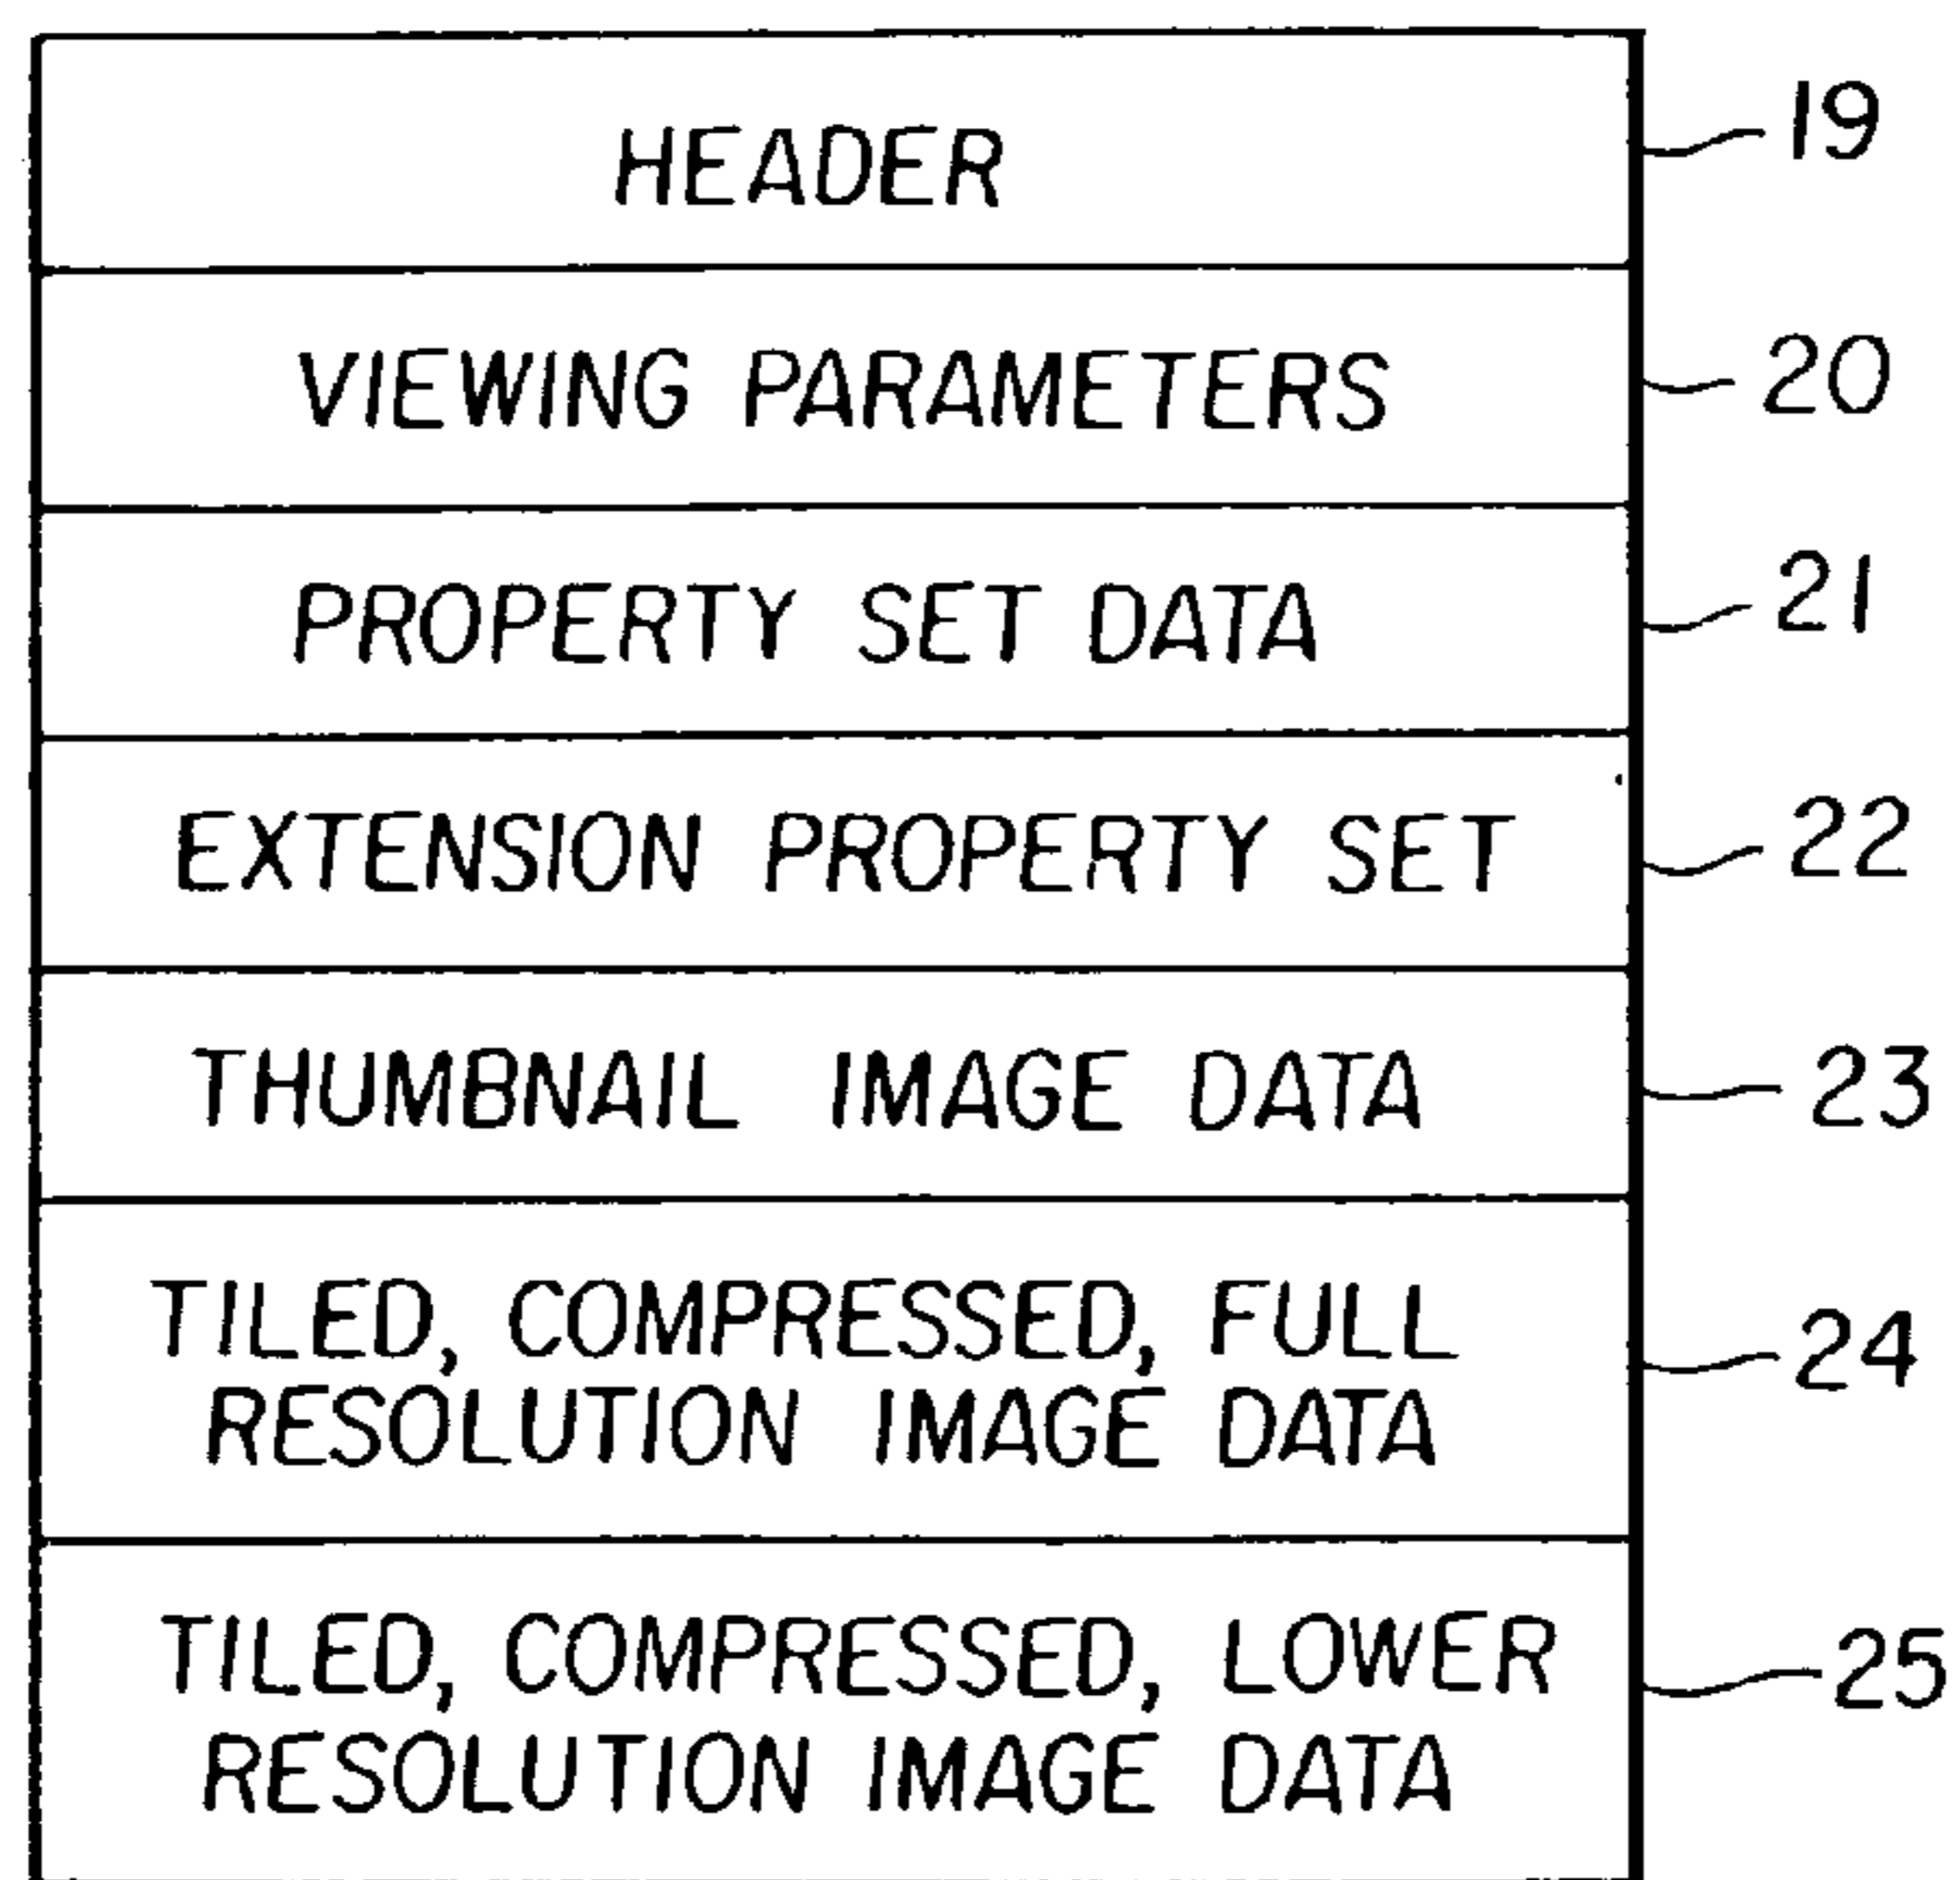 HEADER
19
VIEWING PARAMETERS
20
PROPERTY SET DATA
21
EXTENSION PROPERTY SET
22
THUMBNAIL IMAGE DATA
23
TILED, COMPRESSED, FULL
RESOLUTION IMAGE DATA
24
TILED, COMPRESSED, LOWER
RESOLUTION IMAGE DATA
25